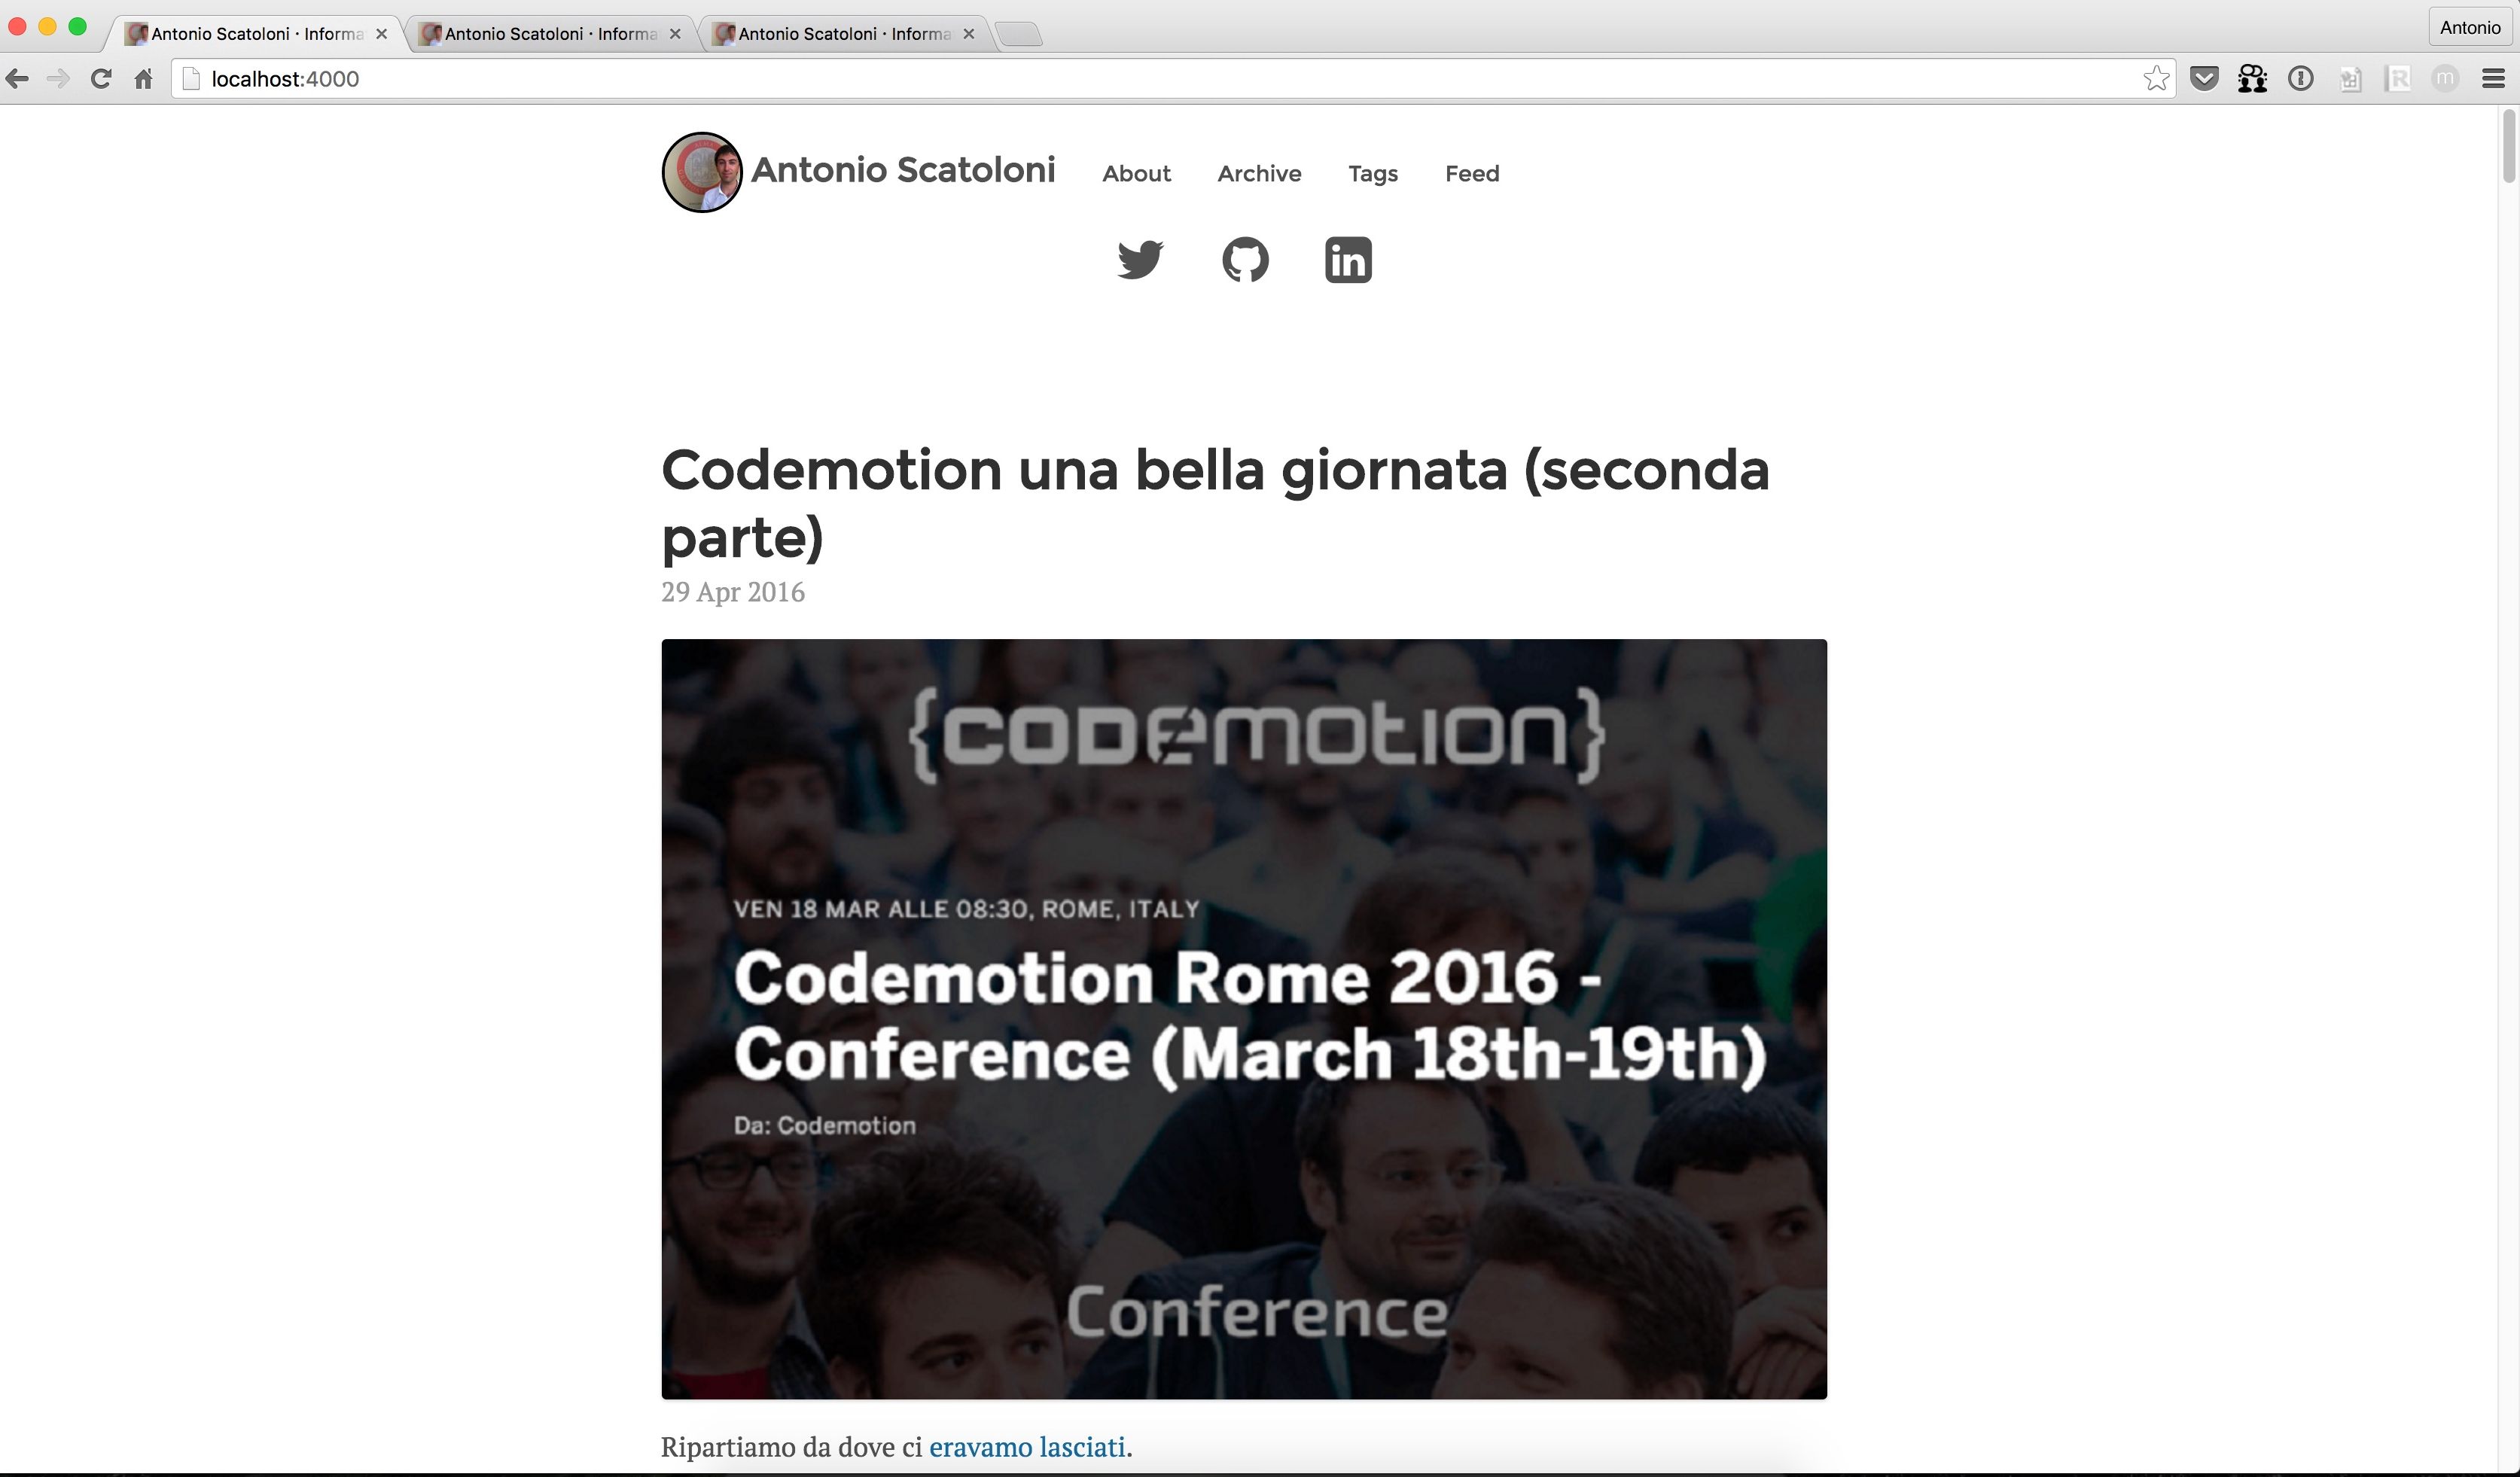 Antonio Scatoloni · Informa
Antonio Scatoloni · Informa
Antonio Scatoloni · Informa
Antonio
localhost:4000
Antonio Scatoloni
About Archive Tags Feed
Codemotion una bella giornata (seconda
parte)
29 Apr 2016
{codemotion}
VEN 18 MAR ALLE 08:30, ROME, ITALY
Codemotion Rome 2016 -
Conference (March 18th-19th)
Da: Codemotion
Conference
Ripartiamo da dove ci eravamo lasciati.